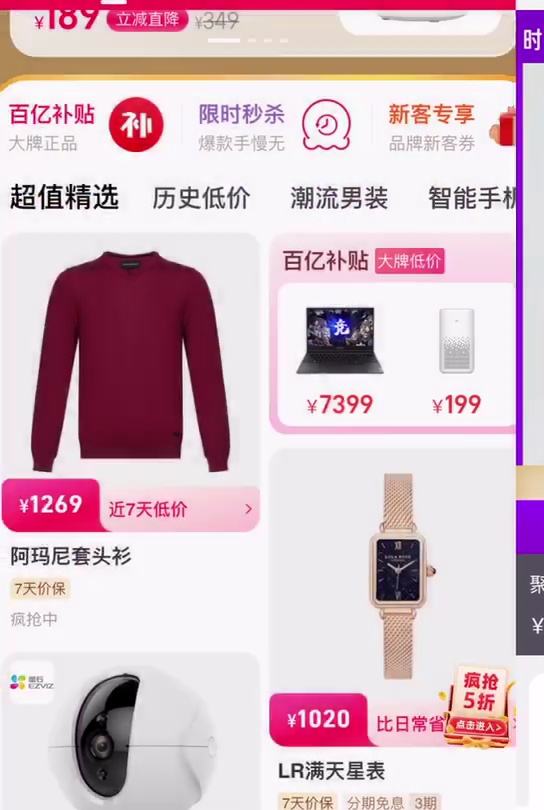 ¥189 立减直降 ¥349
时
百亿补贴
大牌正品
补
限时秒杀
爆款手慢无
新客专享
品牌新客券
超值精选 历史低价 潮流男装 智能手机
百亿补贴 大牌低价
竞
¥7399 ¥199
¥1269 近7天低价 >
阿玛尼套头衫
7天价保
疯抢中
萤石
EZVIZ
LOLA ROSE
¥1020 比日常省
疯抢
5折
点击进入>
LR满天星表
7天价保 分期免息 3期
聚
¥